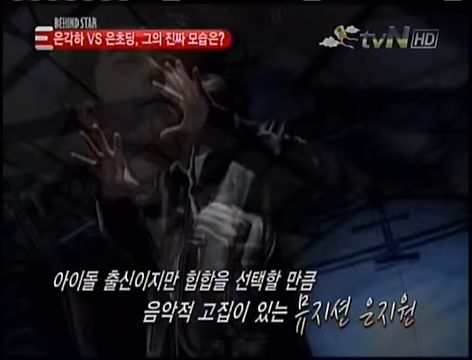 BEHIND STAR
E 은각하 VS 은초딩, 그의 진짜 모습은?
tvN HD
아이돌 출신이지만 힙합을 선택할 만큼
음악적 고집이 있는 뮤지션 은지원